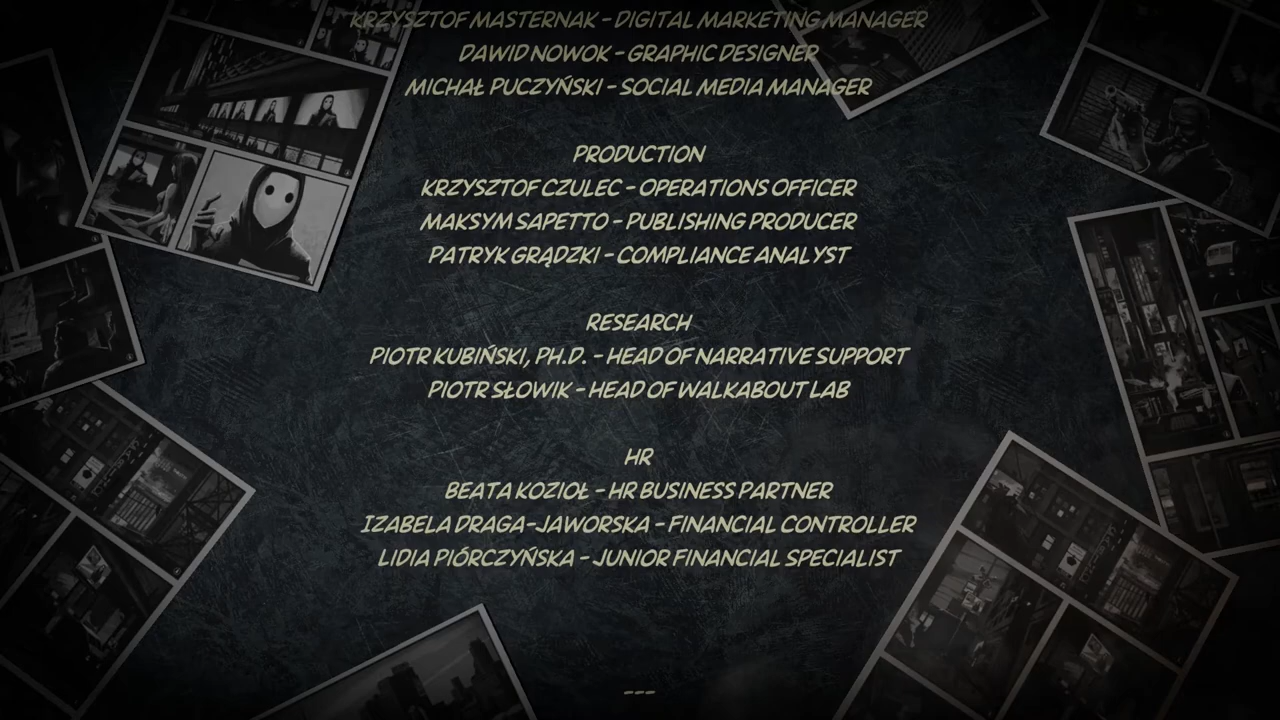 KRZYSZTOF MASTERNAK - DIGITAL MARKETING MANAGER
DAWID NOWOK - GRAPHIC DESIGNER
MICHAŁ PUCZYŃSKI - SOCIAL MEDIA MANAGER
PRODUCTION
KRZYSZTOF CZULEC - OPERATIONS OFFICER
MAKSYM SAPETTO - PUBLISHING PRODUCER
PATRYK GRĄDZKI - COMPLIANCE ANALYST
RESEARCH
PIOTR KUBIŃSKI, PH.D. - HEAD OF NARRATIVE SUPPORT
PIOTR SŁOWIK - HEAD OF WALKABOUT LAB
HR
BEATA KOZIOŁ - HR BUSINESS PARTNER
IZABELA DRAGA-JAWORSKA - FINANCIAL CONTROLLER
LIDIA PIÓRCZYŃSKA - JUNIOR FINANCIAL SPECIALIST
---